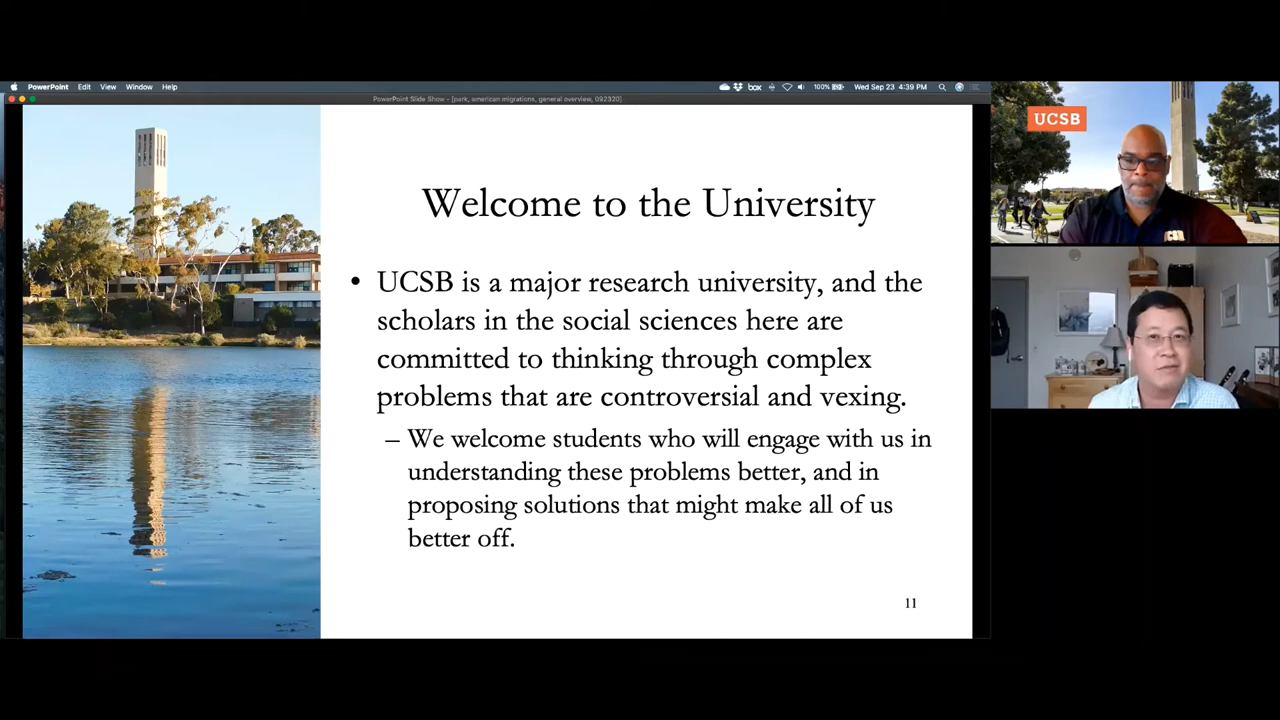 PowerPoint Edit View Window Help
box 100% Wed Sep 23 4:39 PM
PowerPoint Slide Show - [park, american migrations, general overview, 092320]
Welcome to the University
• UCSB is a major research university, and the
scholars in the social sciences here are
committed to thinking through complex
problems that are controversial and vexing.
– We welcome students who will engage with us in
understanding these problems better, and in
proposing solutions that might make all of us
better off.
11
UCSB